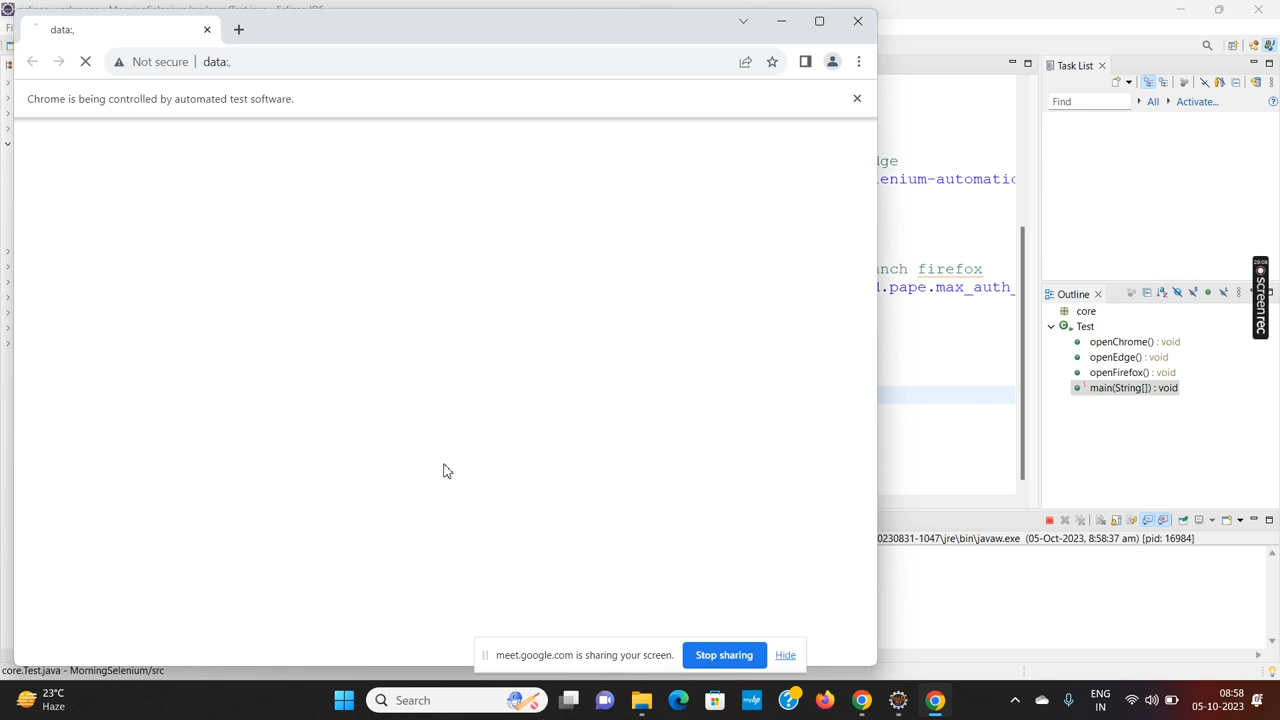 data:,
Not secure data:,
Chrome is being controlled by automated test software.
Task List
Find All Activate...
enium-automatic
nch firefox
d.pape.max_auth_
29:08
screenrec
Outline
core
Test
openChrome() : void
openEdge() : void
openFirefox() : void
main(String[]) : void
0230831-1047\jre\bin\javaw.exe (05-Oct-2023, 8:58:37 am) [pid: 16984]
meet.google.com is sharing your screen. Stop sharing Hide
core.Test.java - MorningSelenium/src
23°C
Haze
Search
ENG
IN
08:58
05-10-2023